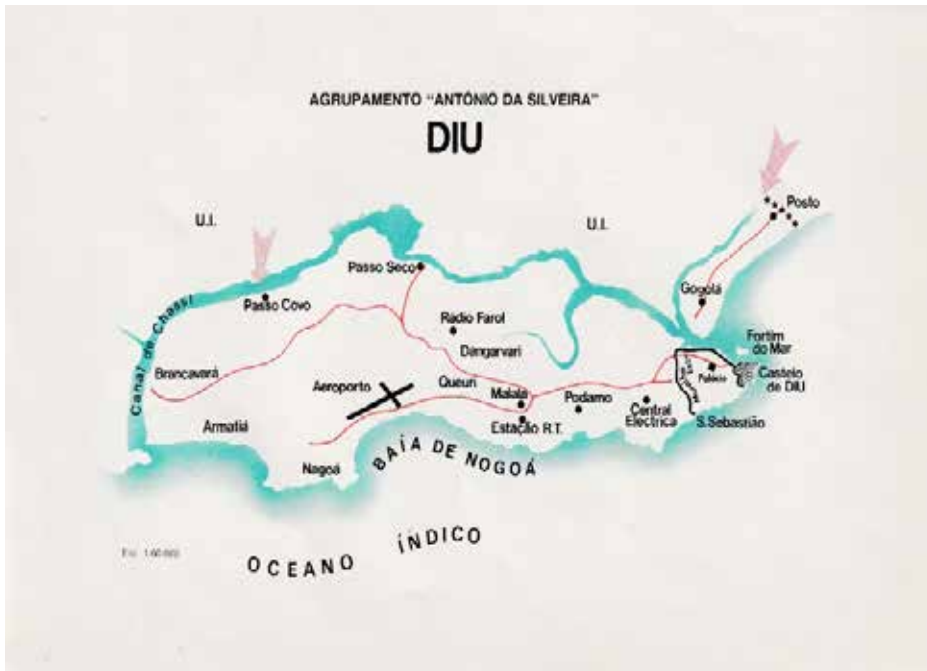 AGRUPAMENTO "ANTÓNIO DA SILVEIRA"
DIU
U.I.
U.I.
Posto
Passo Seco
Passo Covo
Gogolá
Canal de Chassi
Rádio Farol
Fortim
do Mar
Dangarvari
Brancavará
Aeroporto
Queuri
Malala
Podamo
Palácio
Castelo
de DIU
Central
Electrica
Estação R.T.
S.Sebastião
Armatiá
Nagoá
BAÍA DE NOGOÁ
OCEANO ÍNDICO